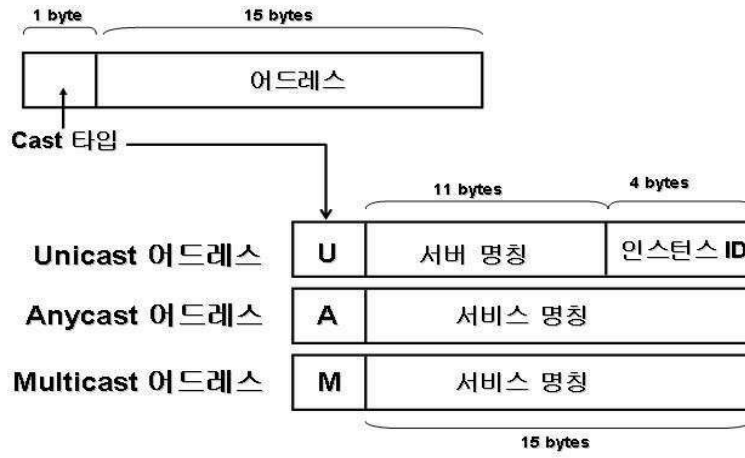 1 byte 15 bytes
어드레스
Cast 타입
11 bytes 4 bytes
Unicast 어드레스 U 서버 명칭 인스턴스 ID
Anycast 어드레스 A 서비스 명칭
Multicast 어드레스 M 서비스 명칭
15 bytes